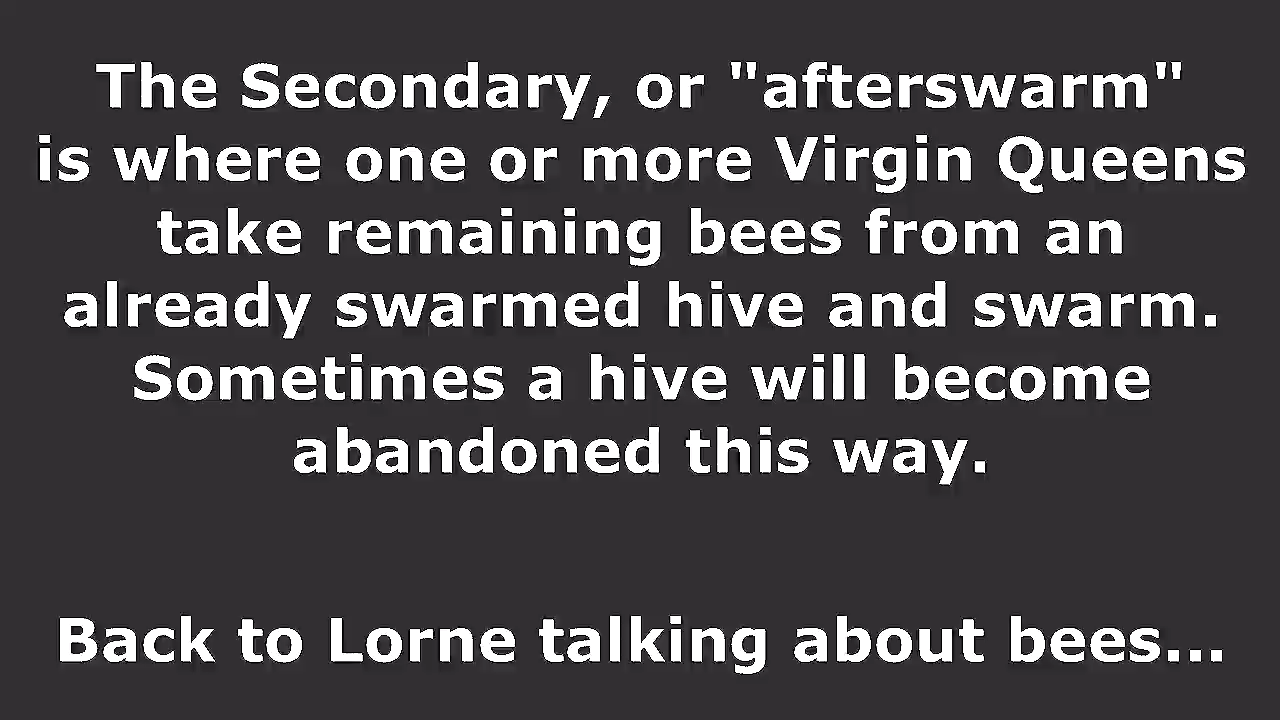 The Secondary, or "afterswarm"
is where one or more Virgin Queens
take remaining bees from an
already swarmed hive and swarm.
Sometimes a hive will become
abandoned this way.
Back to Lorne talking about bees...